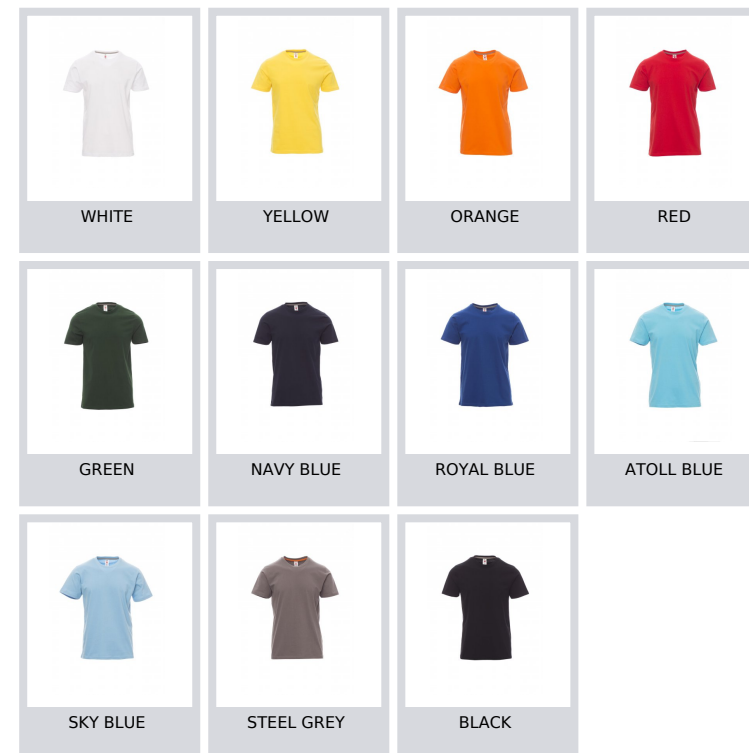 WHITE
YELLOW
ORANGE
RED
GREEN
NAVY BLUE
ROYAL BLUE
ATOLL BLUE
SKY BLUE
STEEL GREY
BLACK